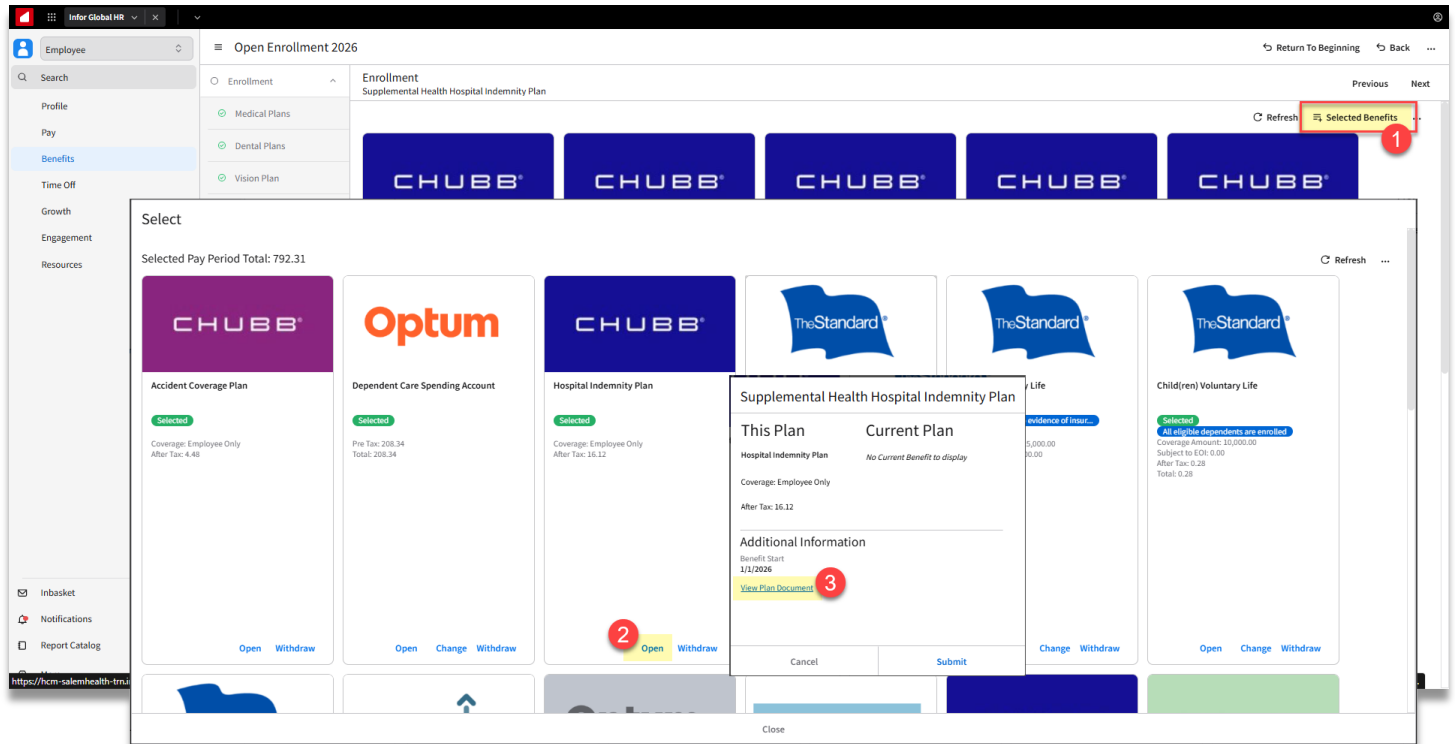 Infor Global HR
Employee
Search
Profile
Pay
Benefits
Time Off
Growth
Engagement
Resources
Inbasket
Notifications
Report Catalog
https://hcm-salemhealth-trn.i
Open Enrollment 2026
Return To Beginning
Back
...
Enrollment
Medical Plans
Dental Plans
Vision Plan
Enrollment
Supplemental Health Hospital Indemnity Plan
Previous
Next
Refresh
Selected Benefits
1
CHUBB®
CHUBB®
CHUBB®
CHUBB®
CHUBB®
Select
Selected Pay Period Total: 792.31
Refresh
...
CHUBB®
Accident Coverage Plan
Selected
Coverage: Employee Only
After Tax: 4.48
Open
Withdraw
Optum
Dependent Care Spending Account
Selected
Pre Tax: 208.34
Total: 208.34
Open
Change
Withdraw
CHUBB®
Hospital Indemnity Plan
Selected
Coverage: Employee Only
After Tax: 16.12
2
Open
Withdraw
TheStandard®
TheStandard®
y Life
evidence of insur...
5,000.00
00.00
Change
Withdraw
TheStandard®
Child(ren) Voluntary Life
Selected
All eligible dependents are enrolled
Coverage Amount: 10,000.00
Subject to EOI: 0.00
After Tax: 0.28
Total: 0.28
Open
Change
Withdraw
Supplemental Health Hospital Indemnity Plan
This Plan
Current Plan
Hospital Indemnity Plan
No Current Benefit to display
Coverage: Employee Only
After Tax: 16.12
Additional Information
Benefit Start
1/1/2026
View Plan Document
3
Cancel
Submit
Close